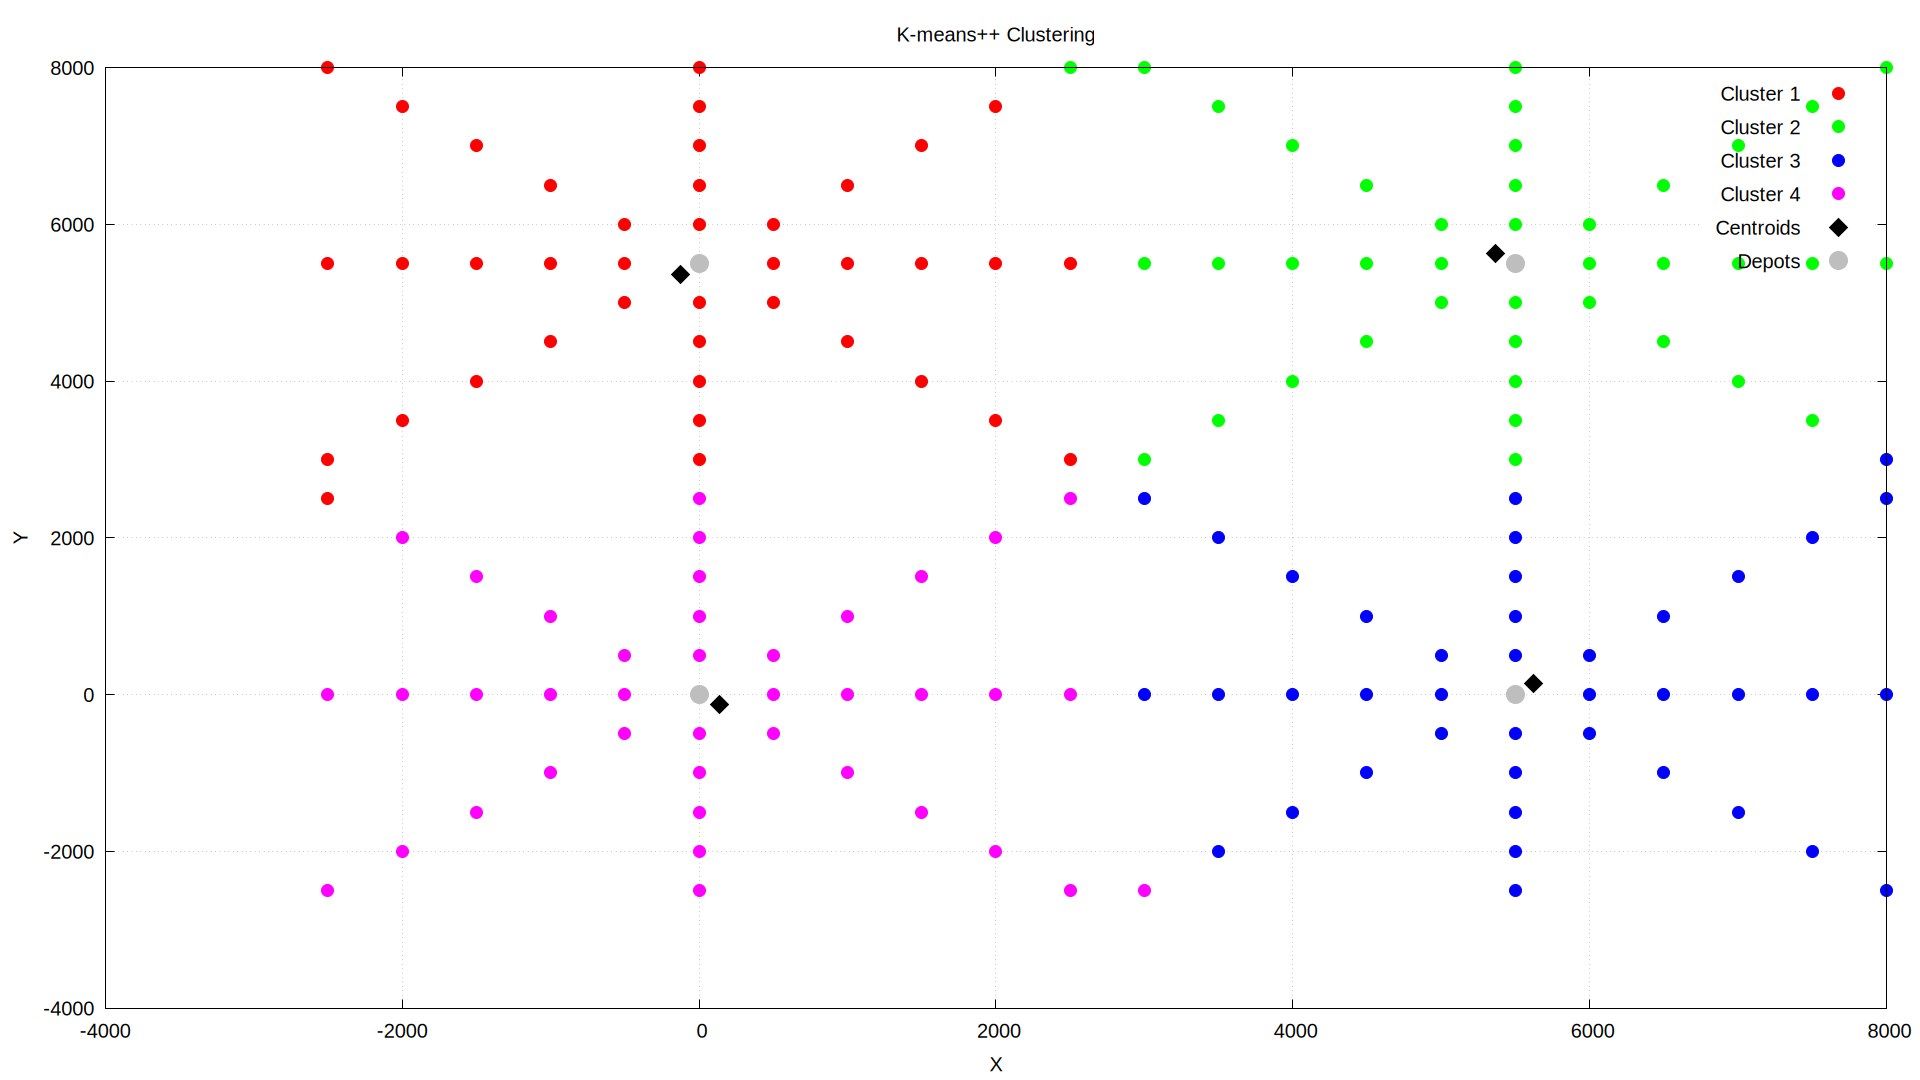 K-means++ Clustering
8000
Cluster 1
Cluster 2
Cluster 3
Cluster 4
6000
Centroids
Depots
4000
Y
2000
0
-2000
-4000
-4000 -2000 0 2000 4000 6000 8000
X